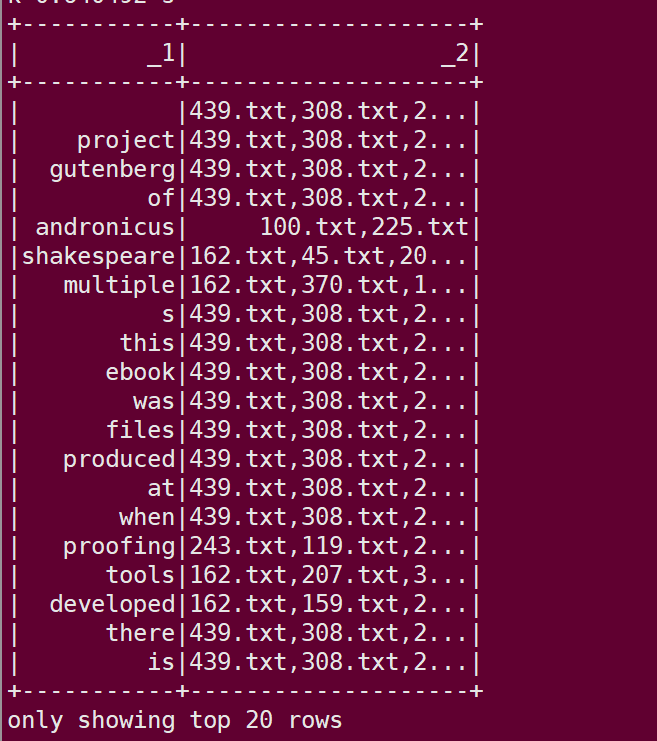 +-----------+--------------------+
|         _1|                  _2|
+-----------+--------------------+
|           |439.txt,308.txt,2...|
|    project|439.txt,308.txt,2...|
|  gutenberg|439.txt,308.txt,2...|
|         of|439.txt,308.txt,2...|
| andronicus|     100.txt,225.txt|
|shakespeare|162.txt,45.txt,20...|
|   multiple|162.txt,370.txt,1...|
|          s|439.txt,308.txt,2...|
|       this|439.txt,308.txt,2...|
|      ebook|439.txt,308.txt,2...|
|        was|439.txt,308.txt,2...|
|      files|439.txt,308.txt,2...|
|   produced|439.txt,308.txt,2...|
|         at|439.txt,308.txt,2...|
|       when|439.txt,308.txt,2...|
|   proofing|243.txt,119.txt,2...|
|      tools|162.txt,207.txt,3...|
|  developed|162.txt,159.txt,2...|
|      there|439.txt,308.txt,2...|
|         is|439.txt,308.txt,2...|
+-----------+--------------------+
only showing top 20 rows